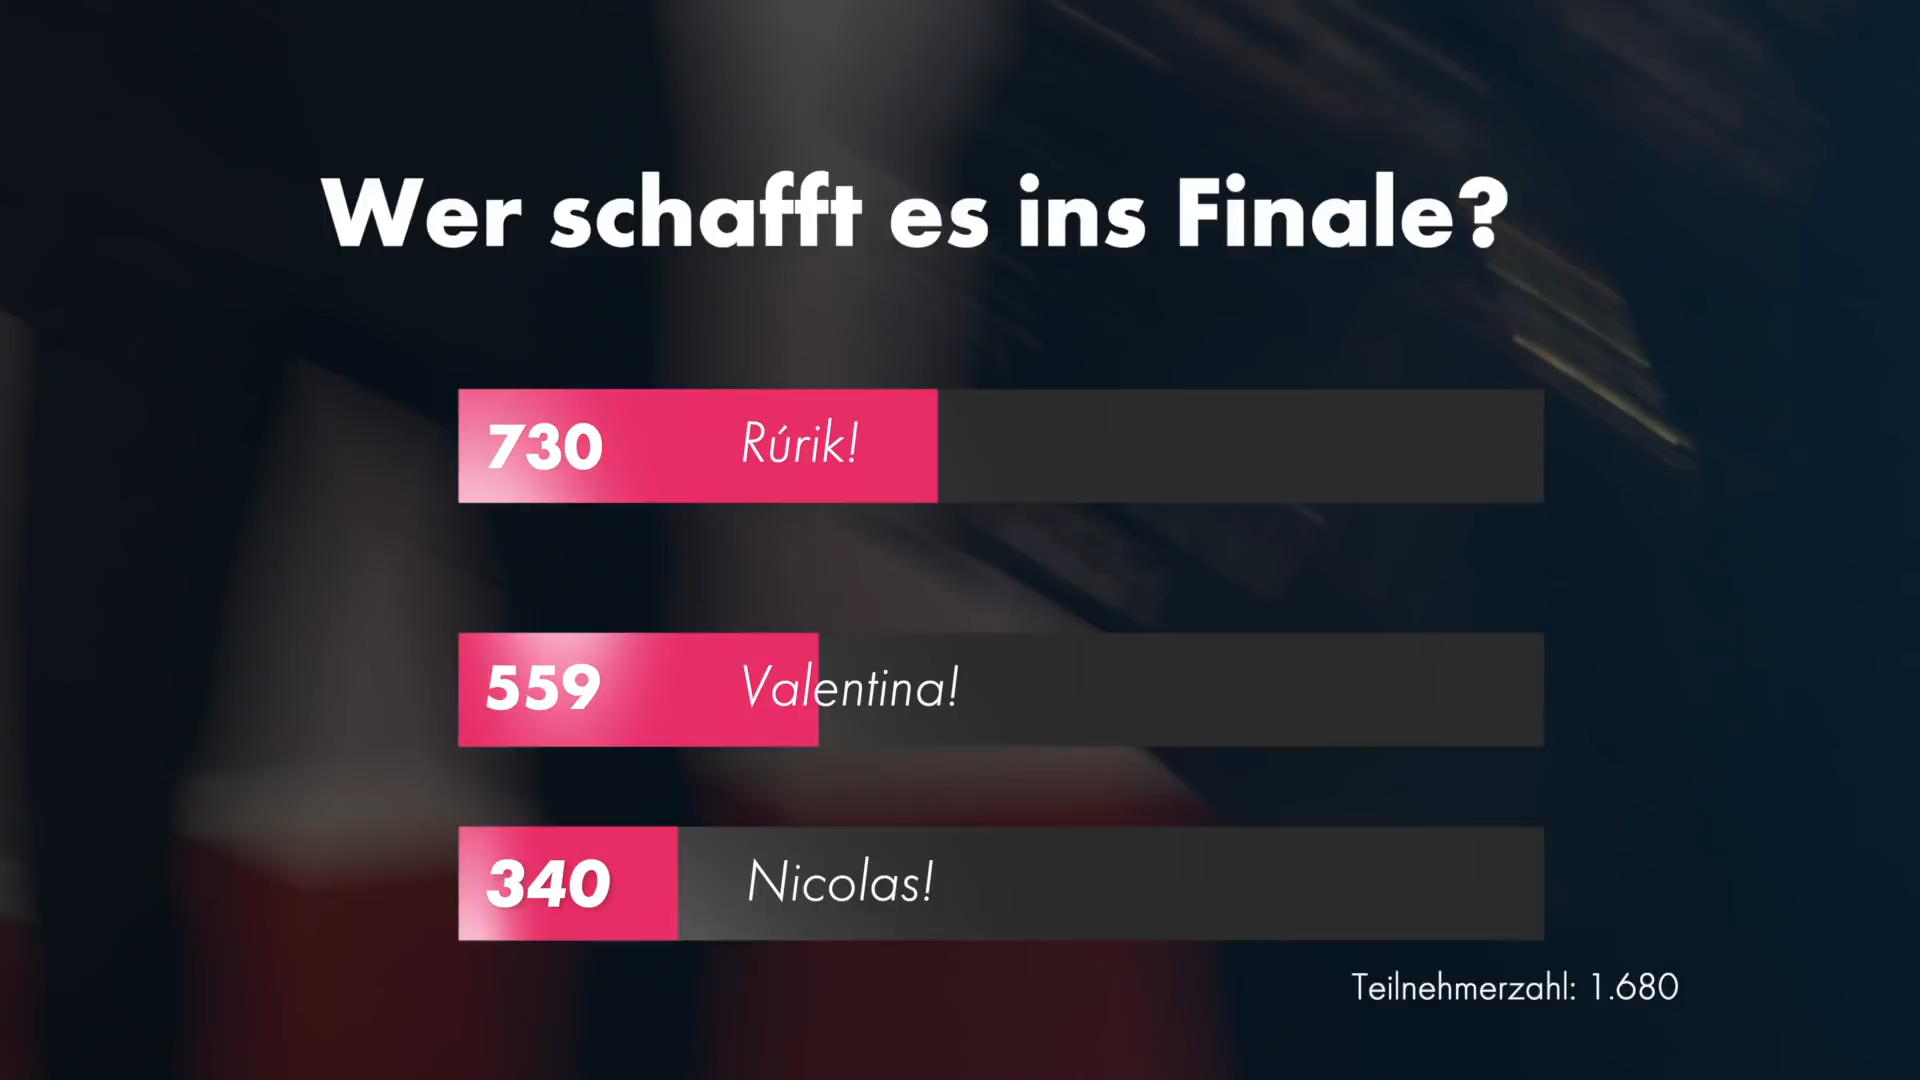 Wer schafft es ins Finale?
730 Rúrik!
559 Valentina!
340 Nicolas!
Teilnehmerzahl: 1.680